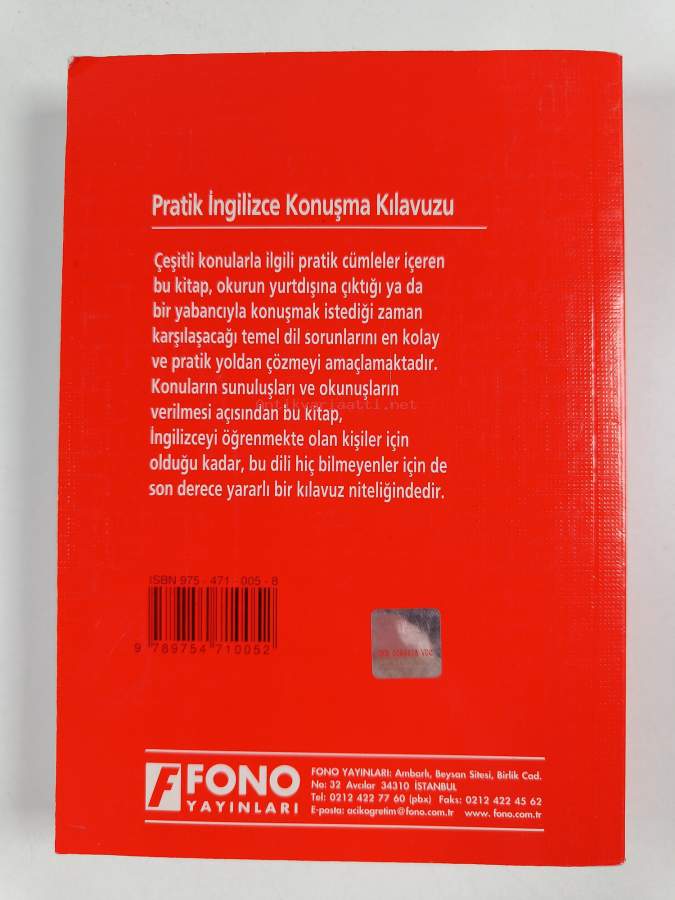 Pratik İngilizce Konuşma Kılavuzu
Çeşitli konularla ilgili pratik cümleler içeren
bu kitap, okurun yurtdışına çıktığı ya da
bir yabancıyla konuşmak istediği zaman
karşılaşacağı temel dil sorunlarını en kolay
ve pratik yoldan çözmeyi amaçlamaktadır.
Konuların sunuluşları ve okunuşların
verilmesi açısından bu kitap,
İngilizceyi öğrenmekte olan kişiler için
olduğu kadar, bu dili hiç bilmeyenler için de
son derece yararlı bir kılavuz niteliğindedir.
antikvariaatti.net
ISBN 975 - 471 - 005 - 8
9 789754 710052
FONO
YAYINLARI
FONO YAYINLARI: Ambarlı, Beysan Sitesi, Birlik Cad.
No: 32 Avcılar 34310 İSTANBUL
Tel: 0212 422 77 60 (pbx) Faks: 0212 422 45 62
E-posta: acikogretim@fono.com.tr www. fono.com.tr